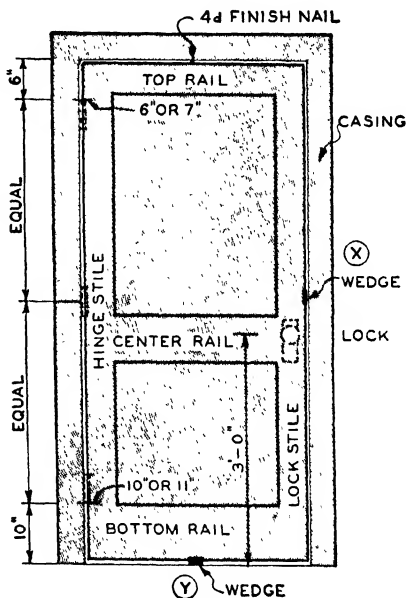 4d FINISH NAIL
6"
TOP RAIL
6" OR 7"
CASING
EQUAL
X
WEDGE
HINGE STILE
CENTER RAIL
LOCK
EQUAL
3'-0"
LOCK STILE
10" OR 11"
10"
BOTTOM RAIL
Y
WEDGE